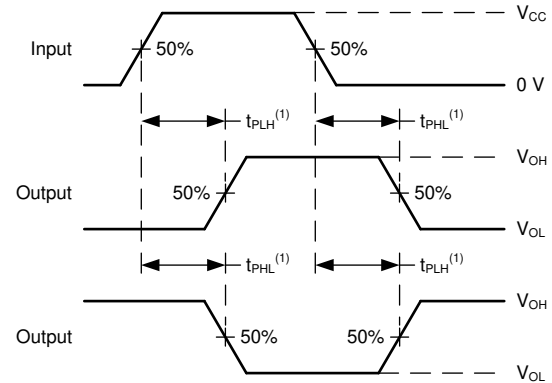 V_CC
Input
50%
50%
0 V
t_PLH^(1)
t_PHL^(1)
V_OH
Output
50%
50%
V_OL
t_PHL^(1)
t_PLH^(1)
V_OH
Output
50%
50%
V_OL